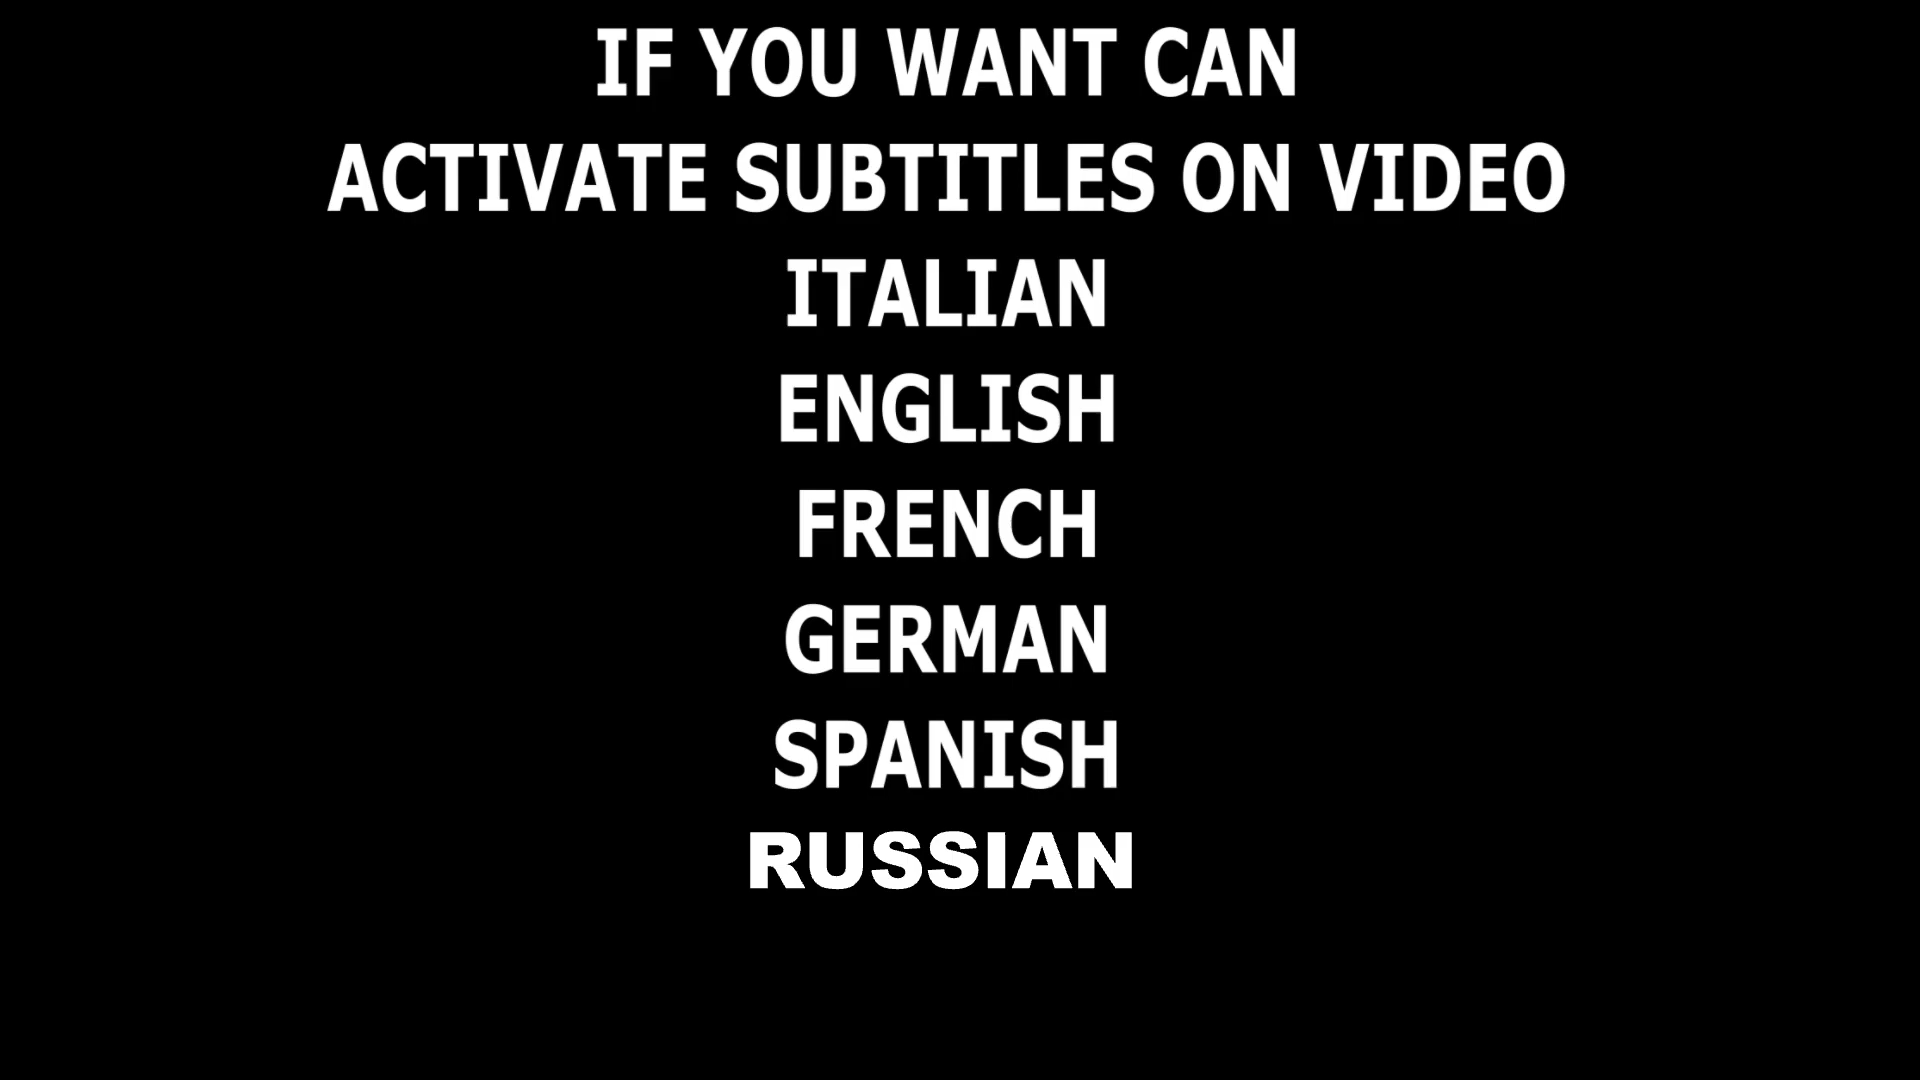 IF YOU WANT CAN
ACTIVATE SUBTITLES ON VIDEO
ITALIAN
ENGLISH
FRENCH
GERMAN
SPANISH
RUSSIAN